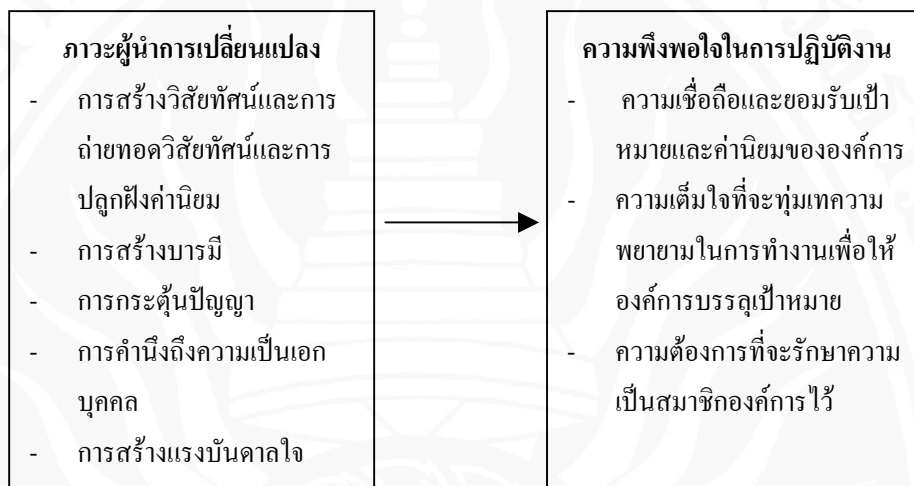 ภาวะผู้นำการเปลี่ยนแปลง
- การสร้างวิสัยทัศน์และการ
ถ่ายทอดวิสัยทัศน์และการ
ปลูกฝังค่านิยม
- การสร้างบารมี
- การกระตุ้นปัญญา
- การคำนึงถึงความเป็นเอก
บุคคล
- การสร้างแรงบันดาลใจ
ความพึงพอใจในการปฏิบัติงาน
- ความเชื่อถือและยอมรับเป้า
หมายและค่านิยมขององค์การ
- ความเต็มใจที่จะทุ่มเทความ
พยายามในการทำงานเพื่อให้
องค์การบรรลุเป้าหมาย
- ความต้องการที่จะรักษาความ
เป็นสมาชิกองค์การไว้